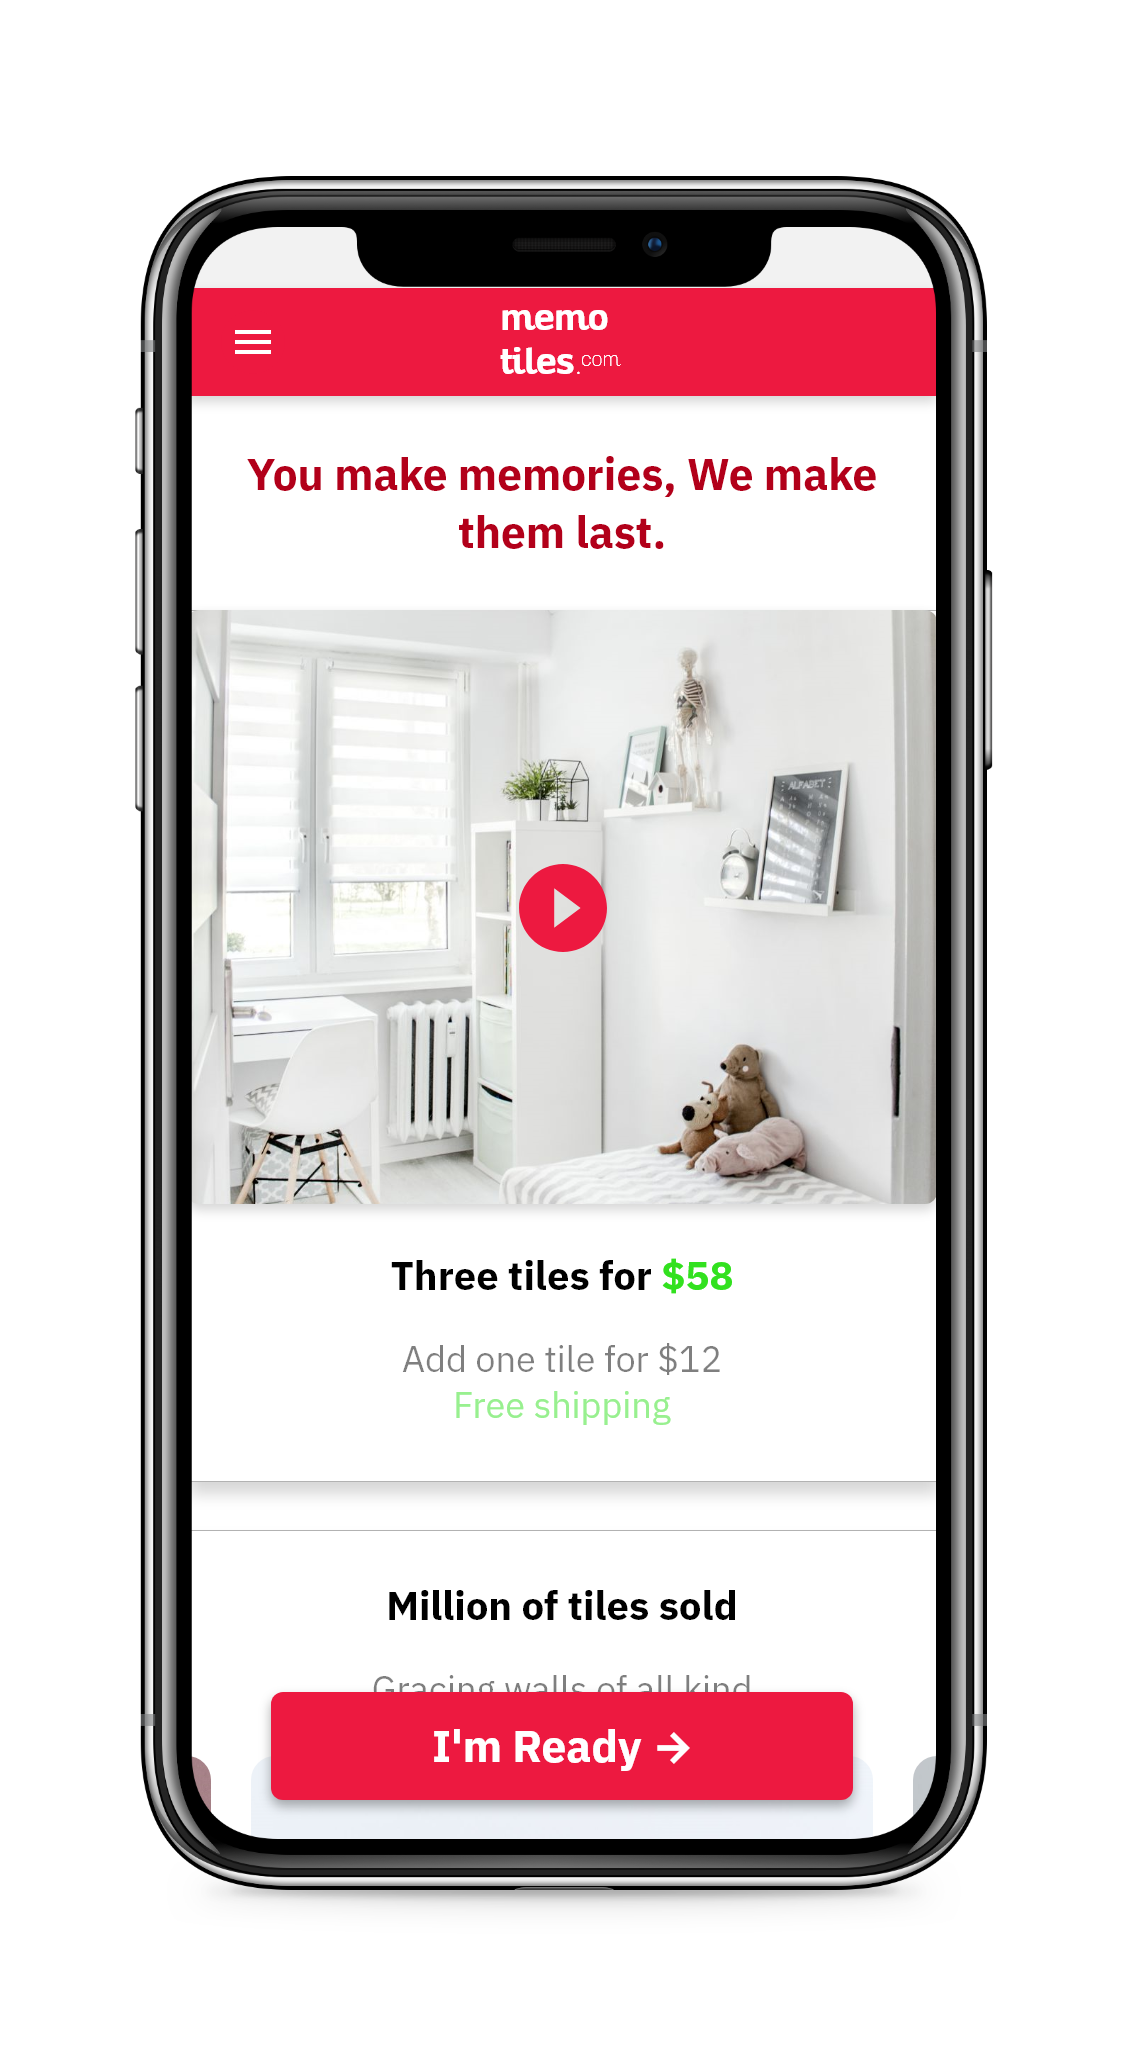 memo
tiles.com
You make memories, We make
them last.
ALFABET
Three tiles for $58
Add one tile for $12
Free shipping
Million of tiles sold
Gracing walls of all kind
I'm Ready →